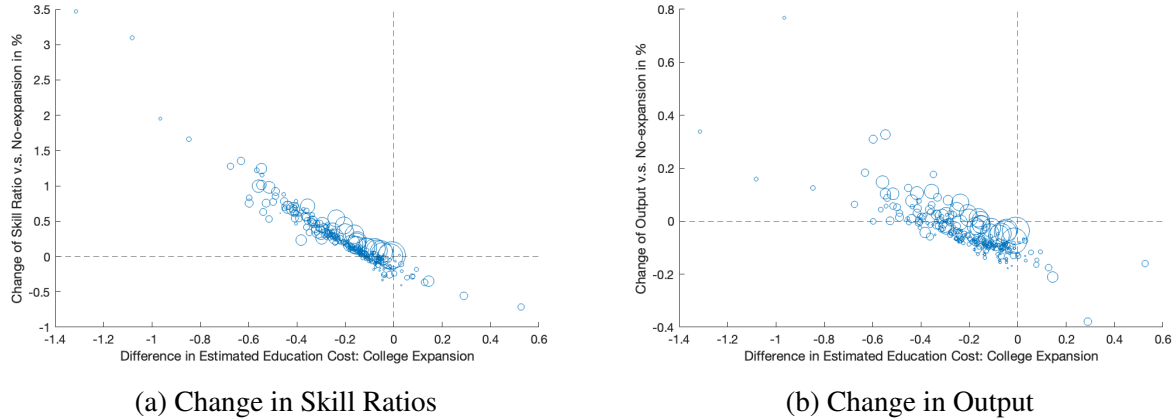 3.5
3
2.5
2
1.5
1
0.5
0
-0.5
-1
Change of Skill Ratio v.s. No-expansion in %
-1.4 -1.2 -1 -0.8 -0.6 -0.4 -0.2 0 0.2 0.4 0.6
Difference in Estimated Education Cost: College Expansion
(a) Change in Skill Ratios
0.8
0.6
0.4
0.2
0
-0.2
-0.4
Change of Output v.s. No-expansion in %
-1.4 -1.2 -1 -0.8 -0.6 -0.4 -0.2 0 0.2 0.4 0.6
Difference in Estimated Education Cost: College Expansion
(b) Change in Output